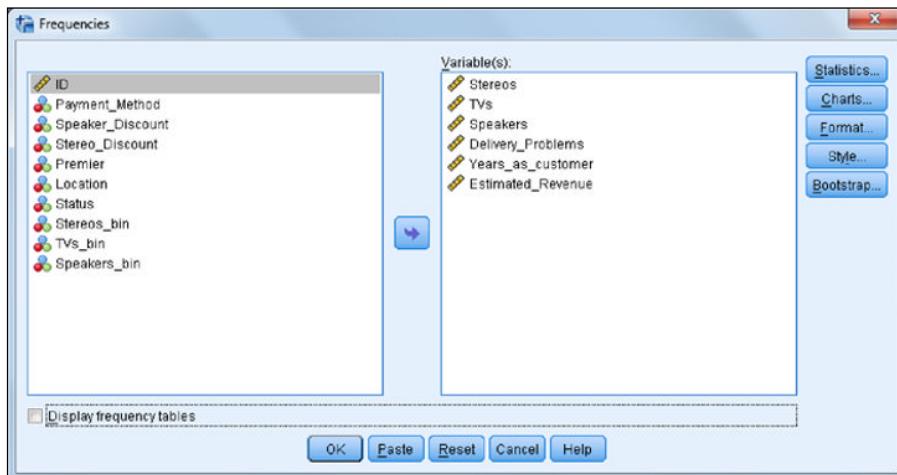 Frequencies
ID
Payment_Method
Speaker_Discount
Stereo_Discount
Premier
Location
Status
Stereos_bin
TVs_bin
Speakers_bin
Variable(s):
Stereos
TVs
Speakers
Delivery_Problems
Years_as_customer
Estimated_Revenue
Statistics...
Charts...
Format...
Style...
Bootstrap...
Display frequency tables
OK Paste Reset Cancel Help